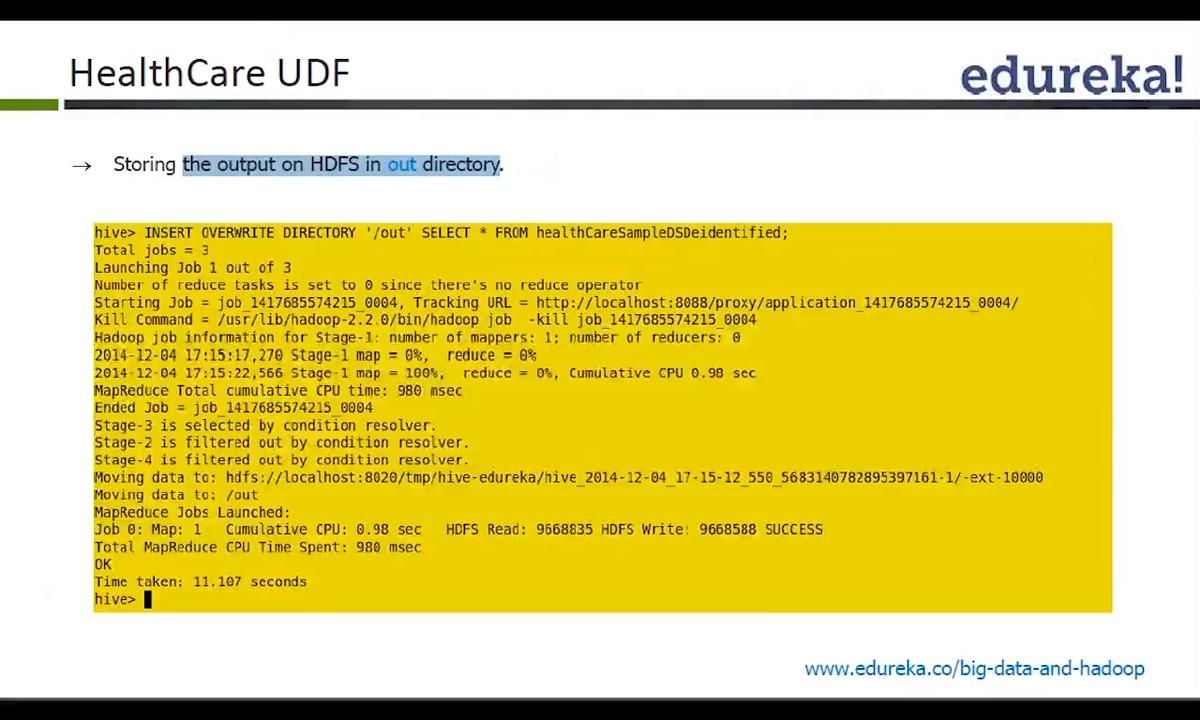 HealthCare UDF
edureka!
→ Storing the output on HDFS in out directory.
hive> INSERT OVERWRITE DIRECTORY '/out' SELECT * FROM healthCareSampleDSDeidentified;
Total jobs = 3
Launching Job 1 out of 3
Number of reduce tasks is set to 0 since there's no reduce operator
Starting Job = job_1417685574215_0004, Tracking URL = http://localhost:8088/proxy/application_1417685574215_0004/
Kill Command = /usr/lib/hadoop-2.2.0/bin/hadoop job  -kill job_1417685574215_0004
Hadoop job information for Stage-1: number of mappers: 1; number of reducers: 0
2014-12-04 17:15:17,270 Stage-1 map = 0%,  reduce = 0%
2014-12-04 17:15:22,566 Stage-1 map = 100%,  reduce = 0%, Cumulative CPU 0.98 sec
MapReduce Total cumulative CPU time: 980 msec
Ended Job = job_1417685574215_0004
Stage-3 is selected by condition resolver.
Stage-2 is filtered out by condition resolver.
Stage-4 is filtered out by condition resolver.
Moving data to: hdfs://localhost:8020/tmp/hive-edureka/hive_2014-12-04_17-15-12_550_5683140782895397161-1/-ext-10000
Moving data to: /out
MapReduce Jobs Launched:
Job 0: Map: 1   Cumulative CPU: 0.98 sec   HDFS Read: 9668835 HDFS Write: 9668588 SUCCESS
Total MapReduce CPU Time Spent: 980 msec
OK
Time taken: 11.107 seconds
hive>
www.edureka.co/big-data-and-hadoop